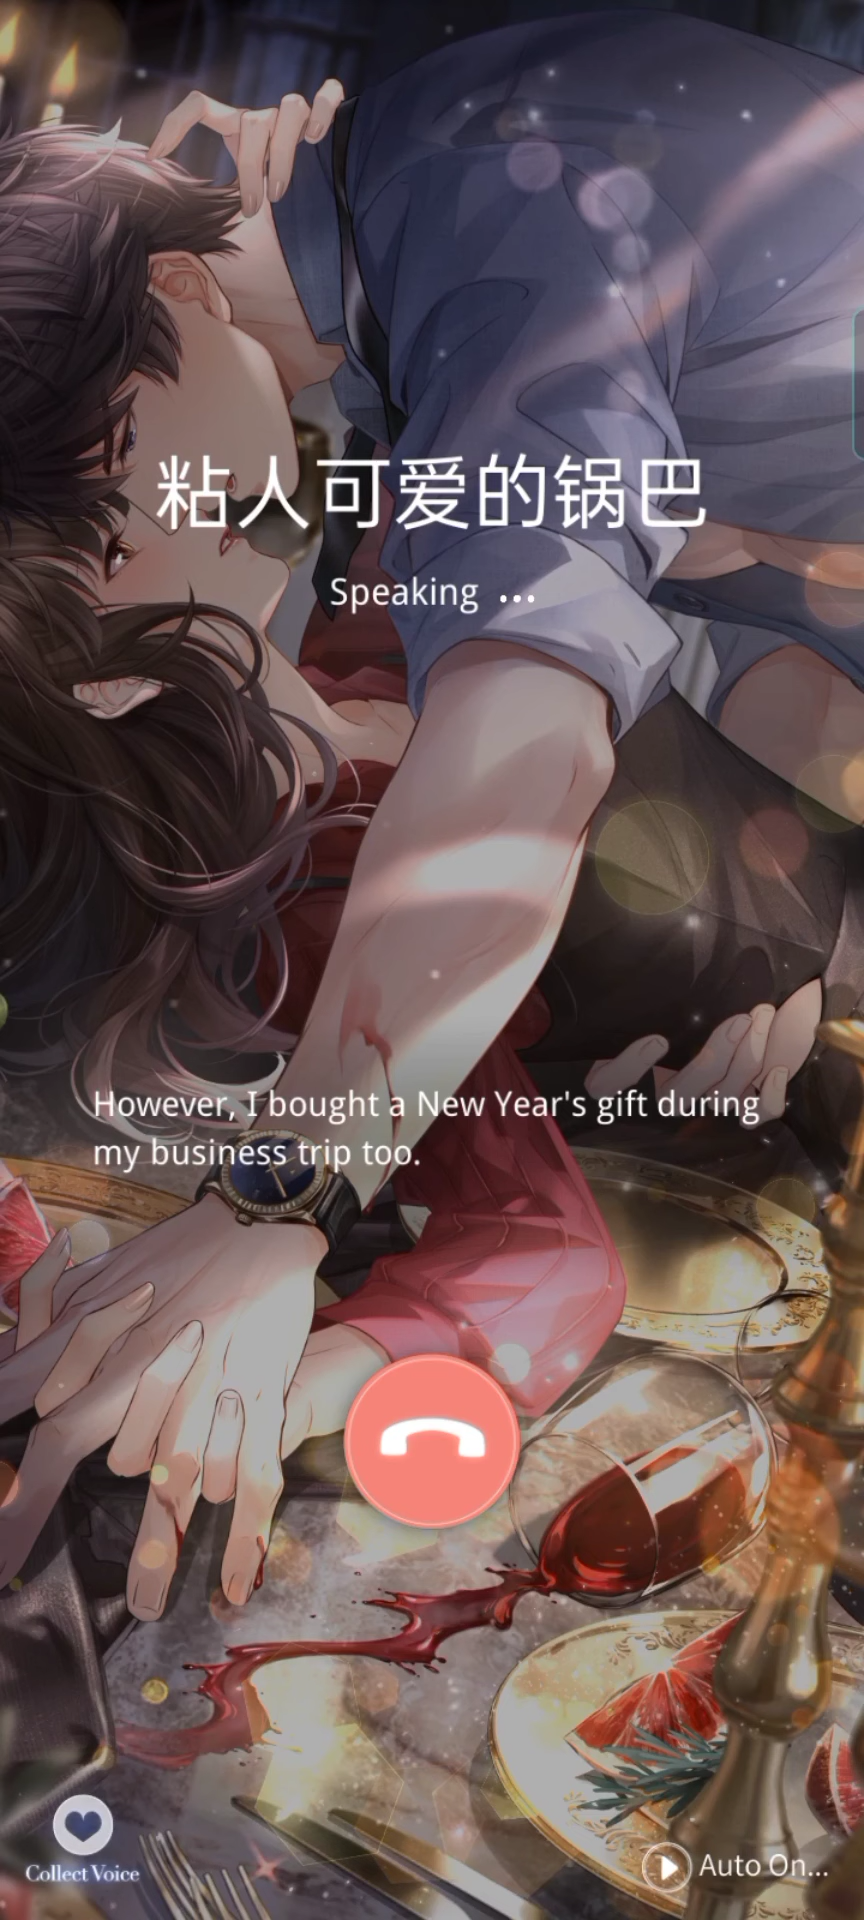 粘人可爱的锅巴
Speaking ...
However, I bought a New Year's gift during
my business trip too.
Collect Voice
Auto On...